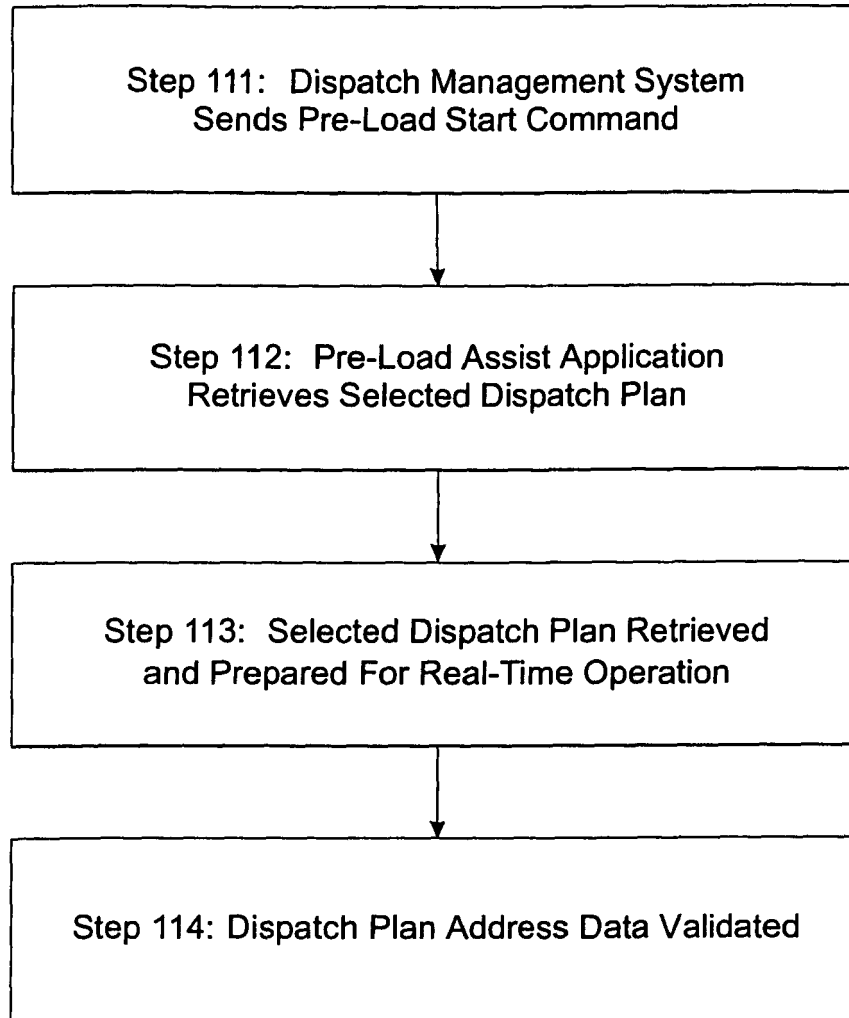 Step 111: Dispatch Management System
Sends Pre-Load Start Command
Step 112: Pre-Load Assist Application
Retrieves Selected Dispatch Plan
Step 113: Selected Dispatch Plan Retrieved
and Prepared For Real-Time Operation
Step 114: Dispatch Plan Address Data Validated